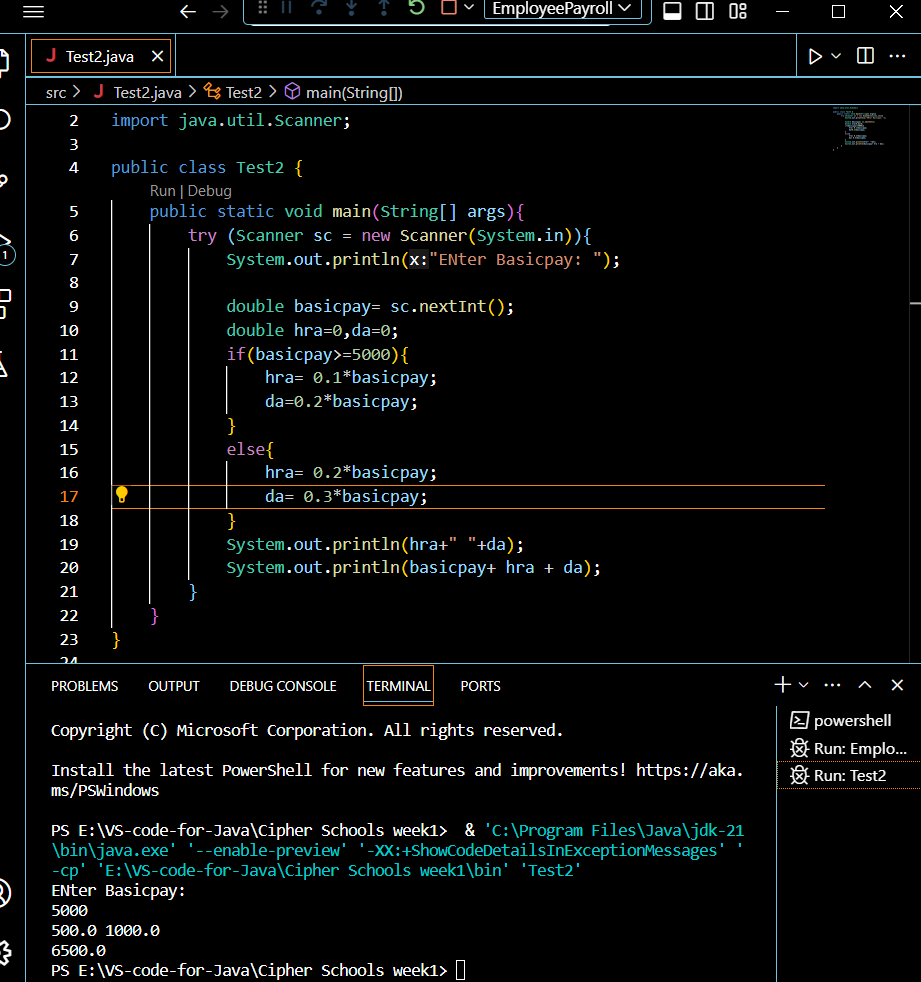 EmployeePayroll
J Test2.java
src > J Test2.java > Test2 > main(String[])
2 import java.util.Scanner;
3
4 public class Test2 {
Run | Debug
5 public static void main(String[] args){
6 try (Scanner sc = new Scanner(System.in)){
7 System.out.println(x:"ENter Basicpay: ");
8
9 double basicpay= sc.nextInt();
10 double hra=0,da=0;
11 if(basicpay>=5000){
12 hra= 0.1*basicpay;
13 da=0.2*basicpay;
14 }
15 else{
16 hra= 0.2*basicpay;
17 da= 0.3*basicpay;
18 }
19 System.out.println(hra+" "+da);
20 System.out.println(basicpay+ hra + da);
21 }
22 }
23 }
24
1
PROBLEMS OUTPUT DEBUG CONSOLE TERMINAL PORTS
Copyright (C) Microsoft Corporation. All rights reserved.
Install the latest PowerShell for new features and improvements! https://aka.
ms/PSWindows
PS E:\VS-code-for-Java\Cipher Schools week1>  & 'C:\Program Files\Java\jdk-21
\bin\java.exe' '--enable-preview' '-XX:+ShowCodeDetailsInExceptionMessages' '
-cp' 'E:\VS-code-for-Java\Cipher Schools week1\bin' 'Test2'
ENter Basicpay:
5000
500.0 1000.0
6500.0
PS E:\VS-code-for-Java\Cipher Schools week1>
powershell
Run: Emplo...
Run: Test2